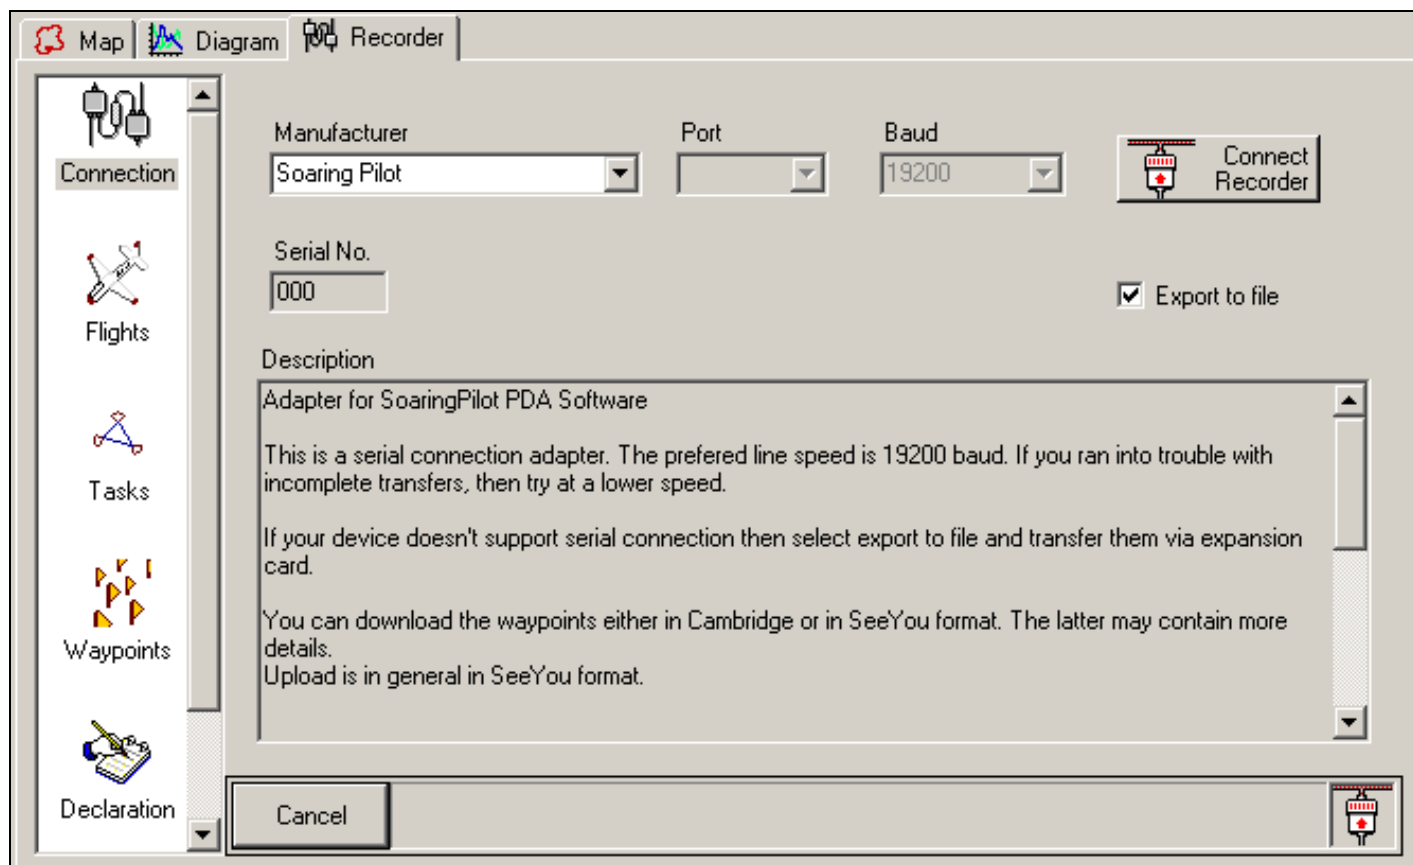 Map
Diagram
Recorder
Connection
Flights
Tasks
Waypoints
Declaration
Manufacturer
Soaring Pilot
Port
Baud
19200
Connect
Recorder
Serial No.
000
Export to file
Description
Adapter for SoaringPilot PDA Software
This is a serial connection adapter. The prefered line speed is 19200 baud. If you ran into trouble with
incomplete transfers, then try at a lower speed.
If your device doesn't support serial connection then select export to file and transfer them via expansion
card.
You can download the waypoints either in Cambridge or in SeeYou format. The latter may contain more
details.
Upload is in general in SeeYou format.
Cancel